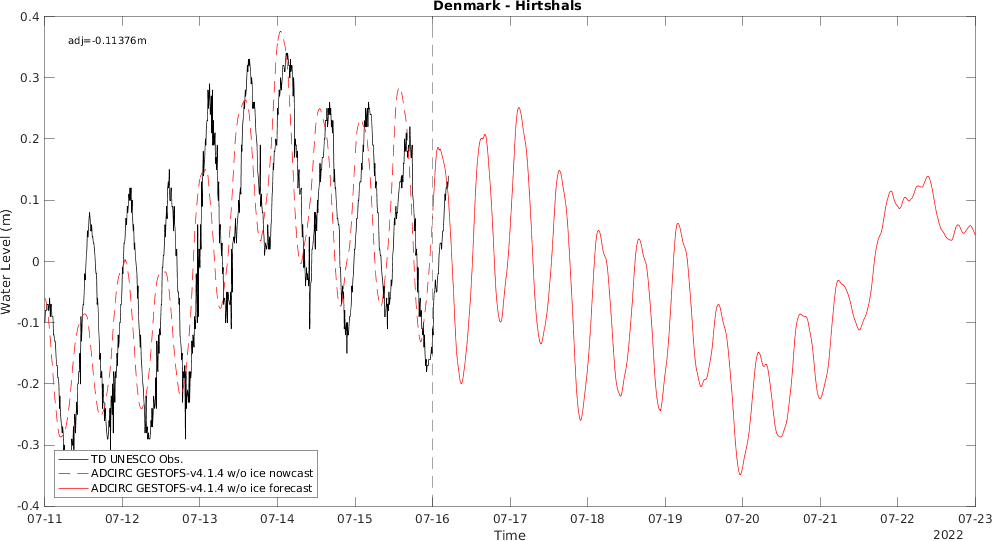 Denmark - Hirtshals
adj=-0.11376m
Water Level (m)
0.4
0.3
0.2
0.1
0
-0.1
-0.2
-0.3
-0.4
TD UNESCO Obs.
ADCIRC GESTOFS-v4.1.4 w/o ice nowcast
ADCIRC GESTOFS-v4.1.4 w/o ice forecast
07-11 07-12 07-13 07-14 07-15 07-16 07-17 07-18 07-19 07-20 07-21 07-22 07-23
Time
2022